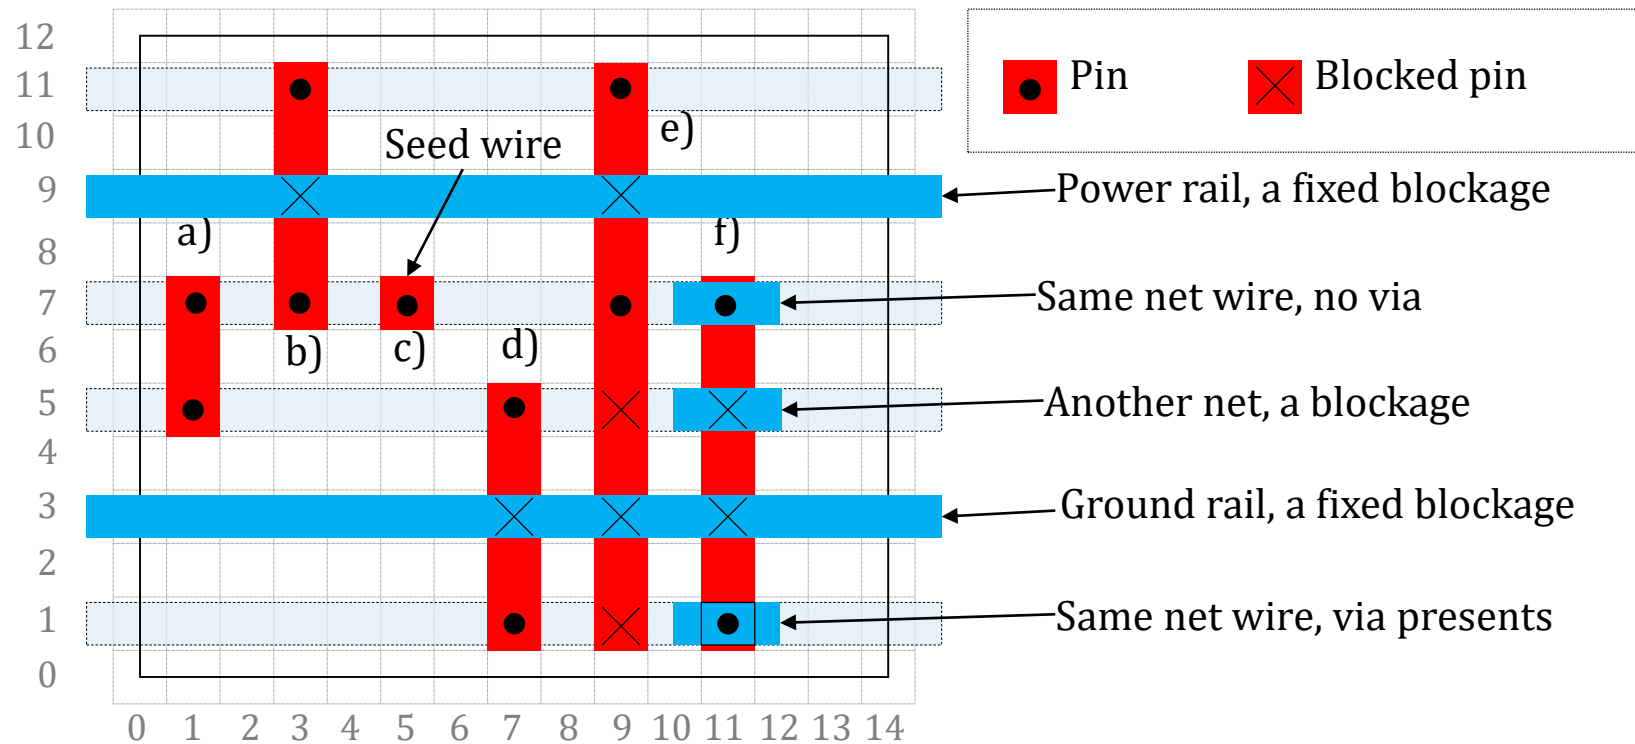 12
11
10
9
8
7
6
5
4
3
2
1
0
0 1 2 3 4 5 6 7 8 9 10 11 12 13 14
Seed wire
a)
b)
c)
d)
e)
f)
Pin
Blocked pin
Power rail, a fixed blockage
Same net wire, no via
Another net, a blockage
Ground rail, a fixed blockage
Same net wire, via presents